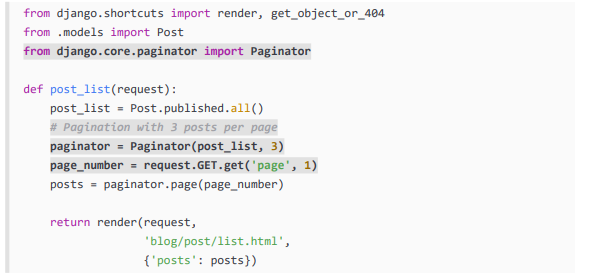 from django.shortcuts import render, get_object_or_404
from .models import Post
from django.core.paginator import Paginator

def post_list(request):
    post_list = Post.published.all()
    # Pagination with 3 posts per page
    paginator = Paginator(post_list, 3)
    page_number = request.GET.get('page', 1)
    posts = paginator.page(page_number)

    return render(request,
                  'blog/post/list.html',
                  {'posts': posts})